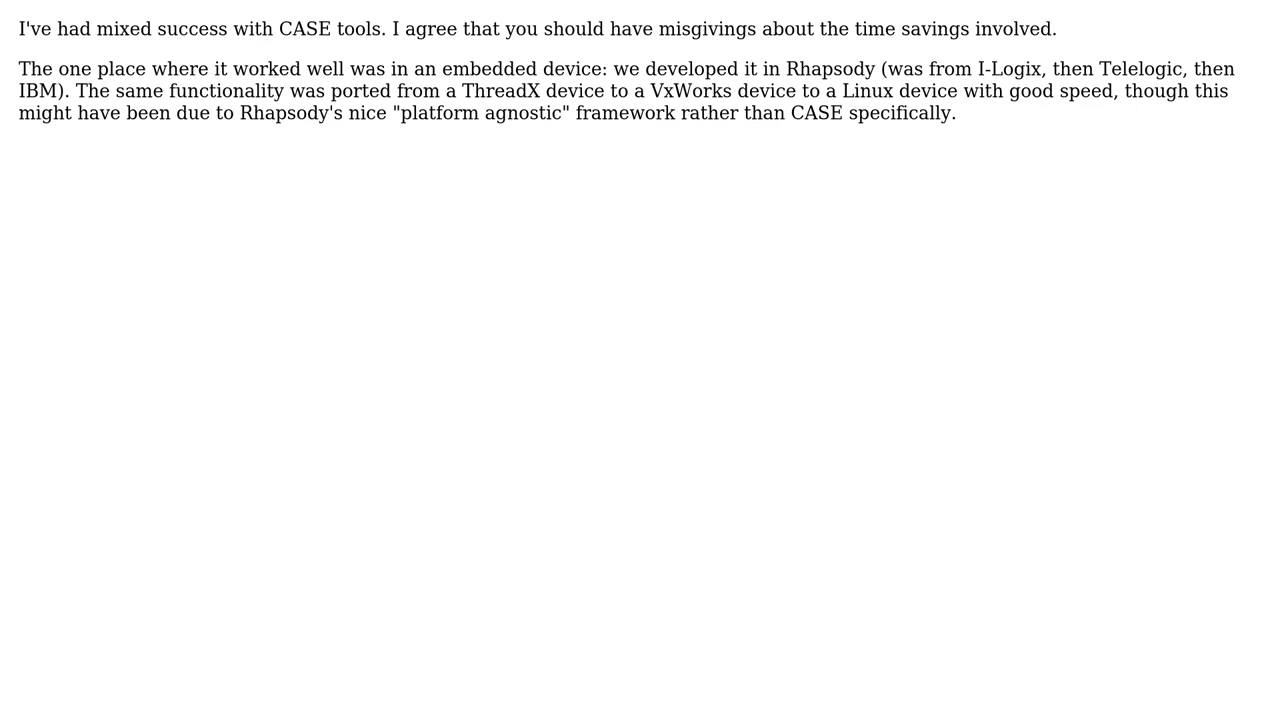 I've had mixed success with CASE tools. I agree that you should have misgivings about the time savings involved.
The one place where it worked well was in an embedded device: we developed it in Rhapsody (was from I-Logix, then Telelogic, then
IBM). The same functionality was ported from a ThreadX device to a VxWorks device to a Linux device with good speed, though this
might have been due to Rhapsody's nice "platform agnostic" framework rather than CASE specifically.